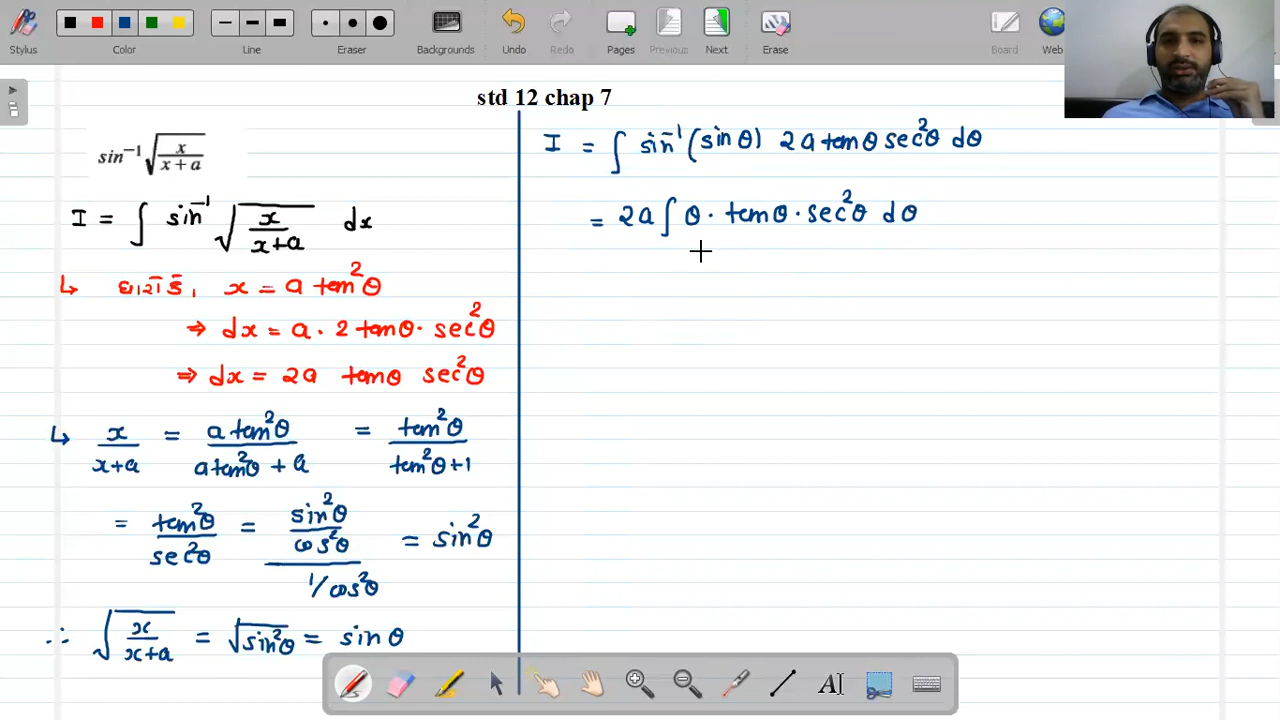 Stylus Color Line Eraser Backgrounds Undo Redo Pages Previous Next Erase Board Web
std 12 chap 7
sin⁻¹√(x/(x+a))
I = ∫ sin⁻¹ √(x/(x+a)) dx
↳ ધારો કે, x = a tan²θ
⇒ dx = a · 2 tanθ · sec²θ
⇒ dx = 2a tanθ sec²θ
↳ x/(x+a) = a tan²θ/(a tan²θ + a) = tan²θ/(tan²θ+1)
= tan²θ/sec²θ = (sin²θ/cos²θ)/(1/cos²θ) = sin²θ
∴ √(x/(x+a)) = √sin²θ = sin θ
I = ∫ sin⁻¹(sin θ) 2a tanθ sec²θ dθ
= 2a ∫ θ · tanθ · sec²θ dθ